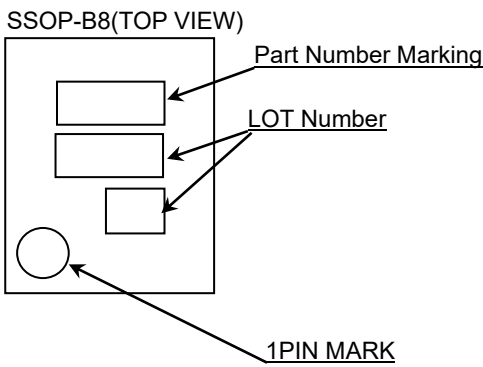 SSOP-B8(TOP VIEW)
Part Number Marking
LOT Number
1PIN MARK